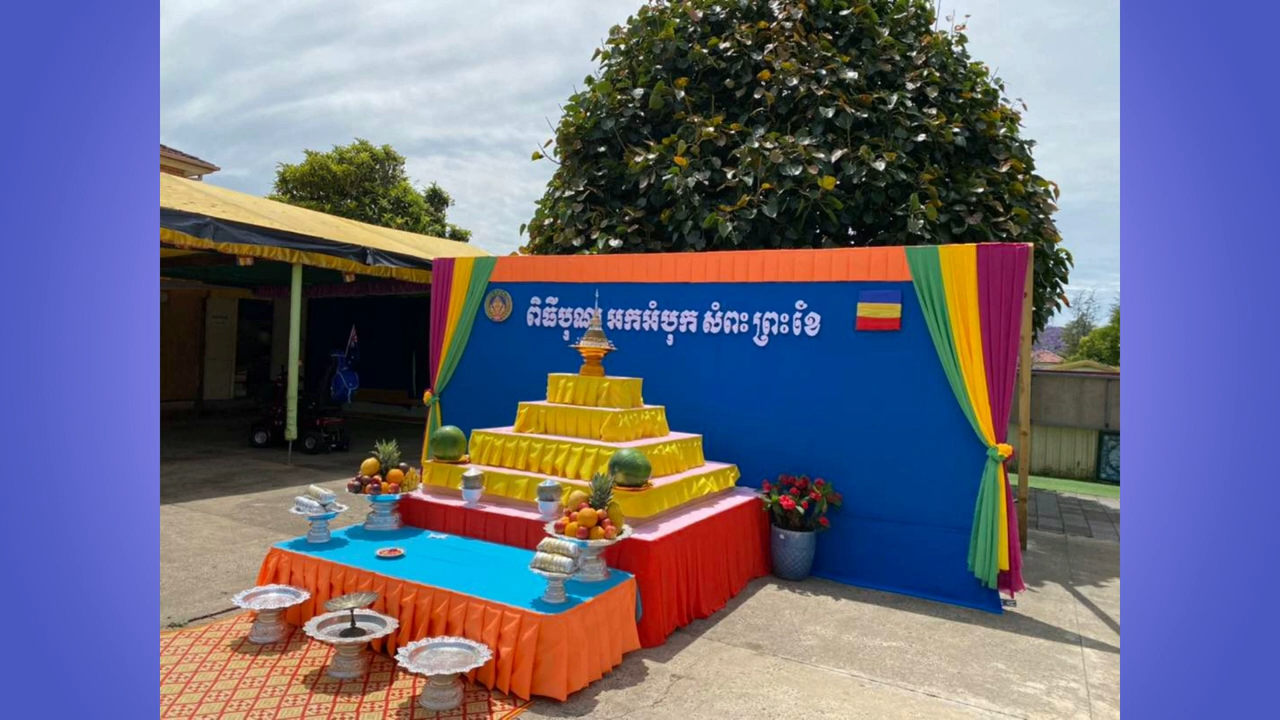 ពិធីបុណ្យ អកអំបុក សំពះ ព្រះខែ